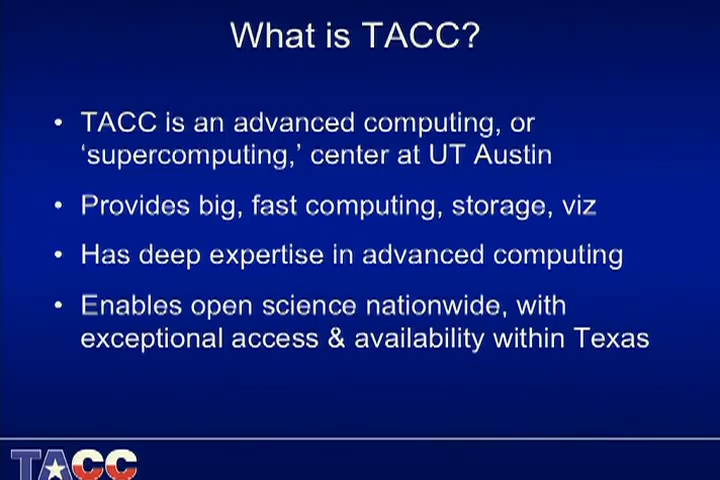 What is TACC?
• TACC is an advanced computing, or
‘supercomputing,’ center at UT Austin
• Provides big, fast computing, storage, viz
• Has deep expertise in advanced computing
• Enables open science nationwide, with
exceptional access & availability within Texas
TACC